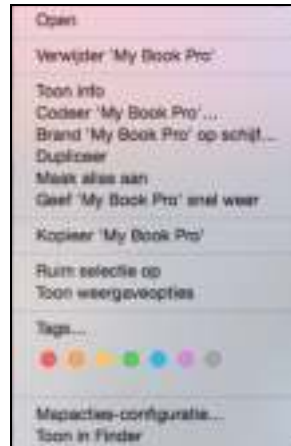 Open
Verwijder 'My Book Pro'
Toon info
Codeer 'My Book Pro'...
Brand 'My Book Pro' op schijf...
Dupliceer
Maak alias aan
Geef 'My Book Pro' snel weer
Kopieer 'My Book Pro'
Ruim selectie op
Toon weergaveopties
Tags...
Mapacties-configuratie...
Toon in Finder